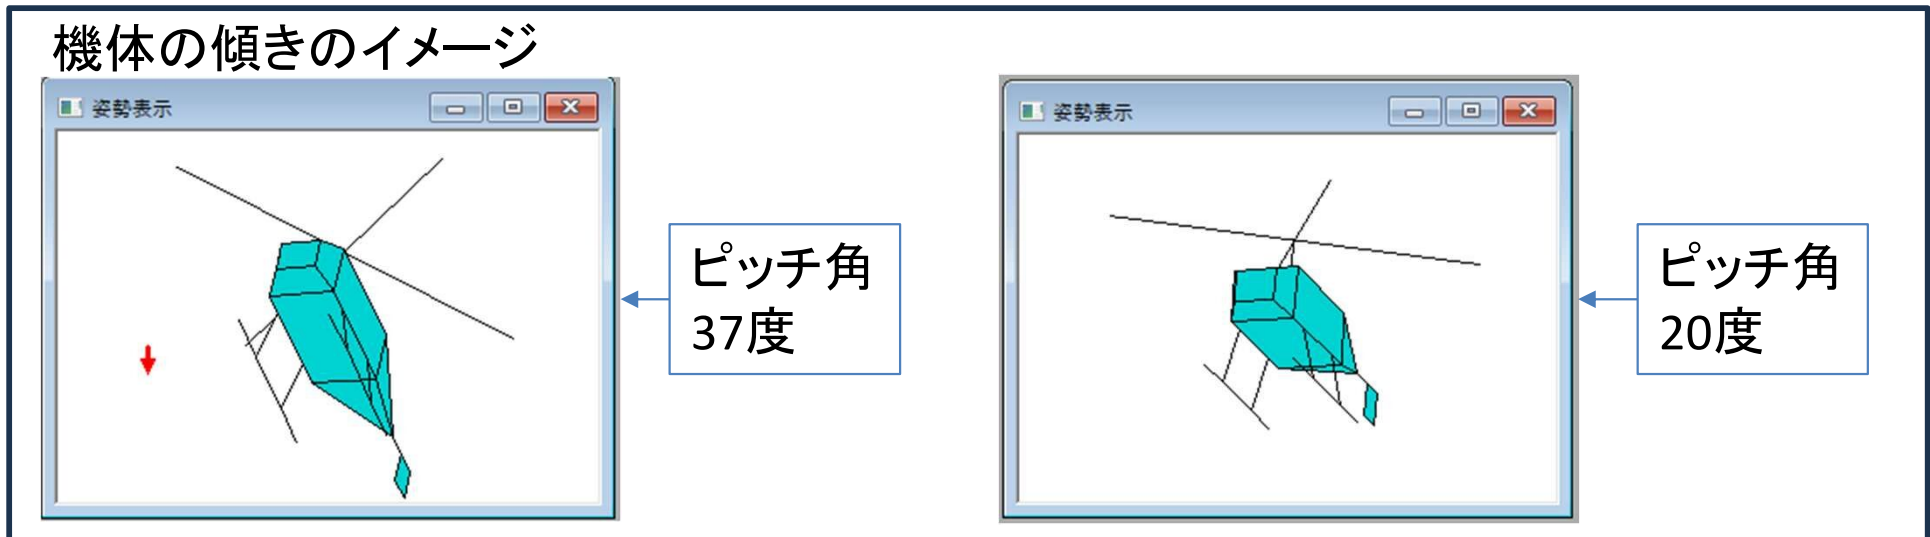 機体の傾きのイメージ
姿勢表示
姿勢表示
ピッチ角
37度
ピッチ角
20度